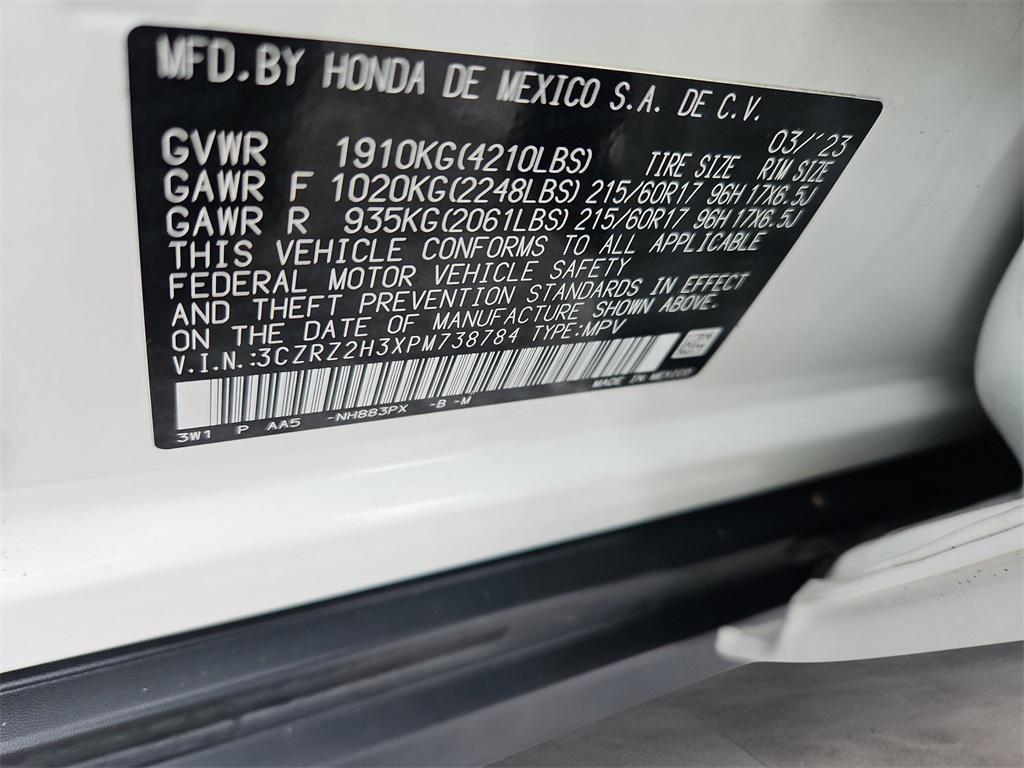 MFD.BY HONDA DE MEXICO S.A. DE C.V.
03/'23
GVWR 1910KG(4210LBS) TIRE SIZE RIM SIZE
GAWR F 1020KG(2248LBS) 215/60R17 96H 17X6.5J
GAWR R 935KG(2061LBS) 215/60R17 96H 17X6.5J
THIS VEHICLE CONFORMS TO ALL APPLICABLE
FEDERAL MOTOR VEHICLE SAFETY
AND THEFT PREVENTION STANDARDS IN EFFECT
ON THE DATE OF MANUFACTURE SHOWN ABOVE.
V.I.N.:3CZRZ2H3XPM738784 TYPE:MPV
MADE IN MEXICO
3W1 P AA5 -NH883PX -B -M